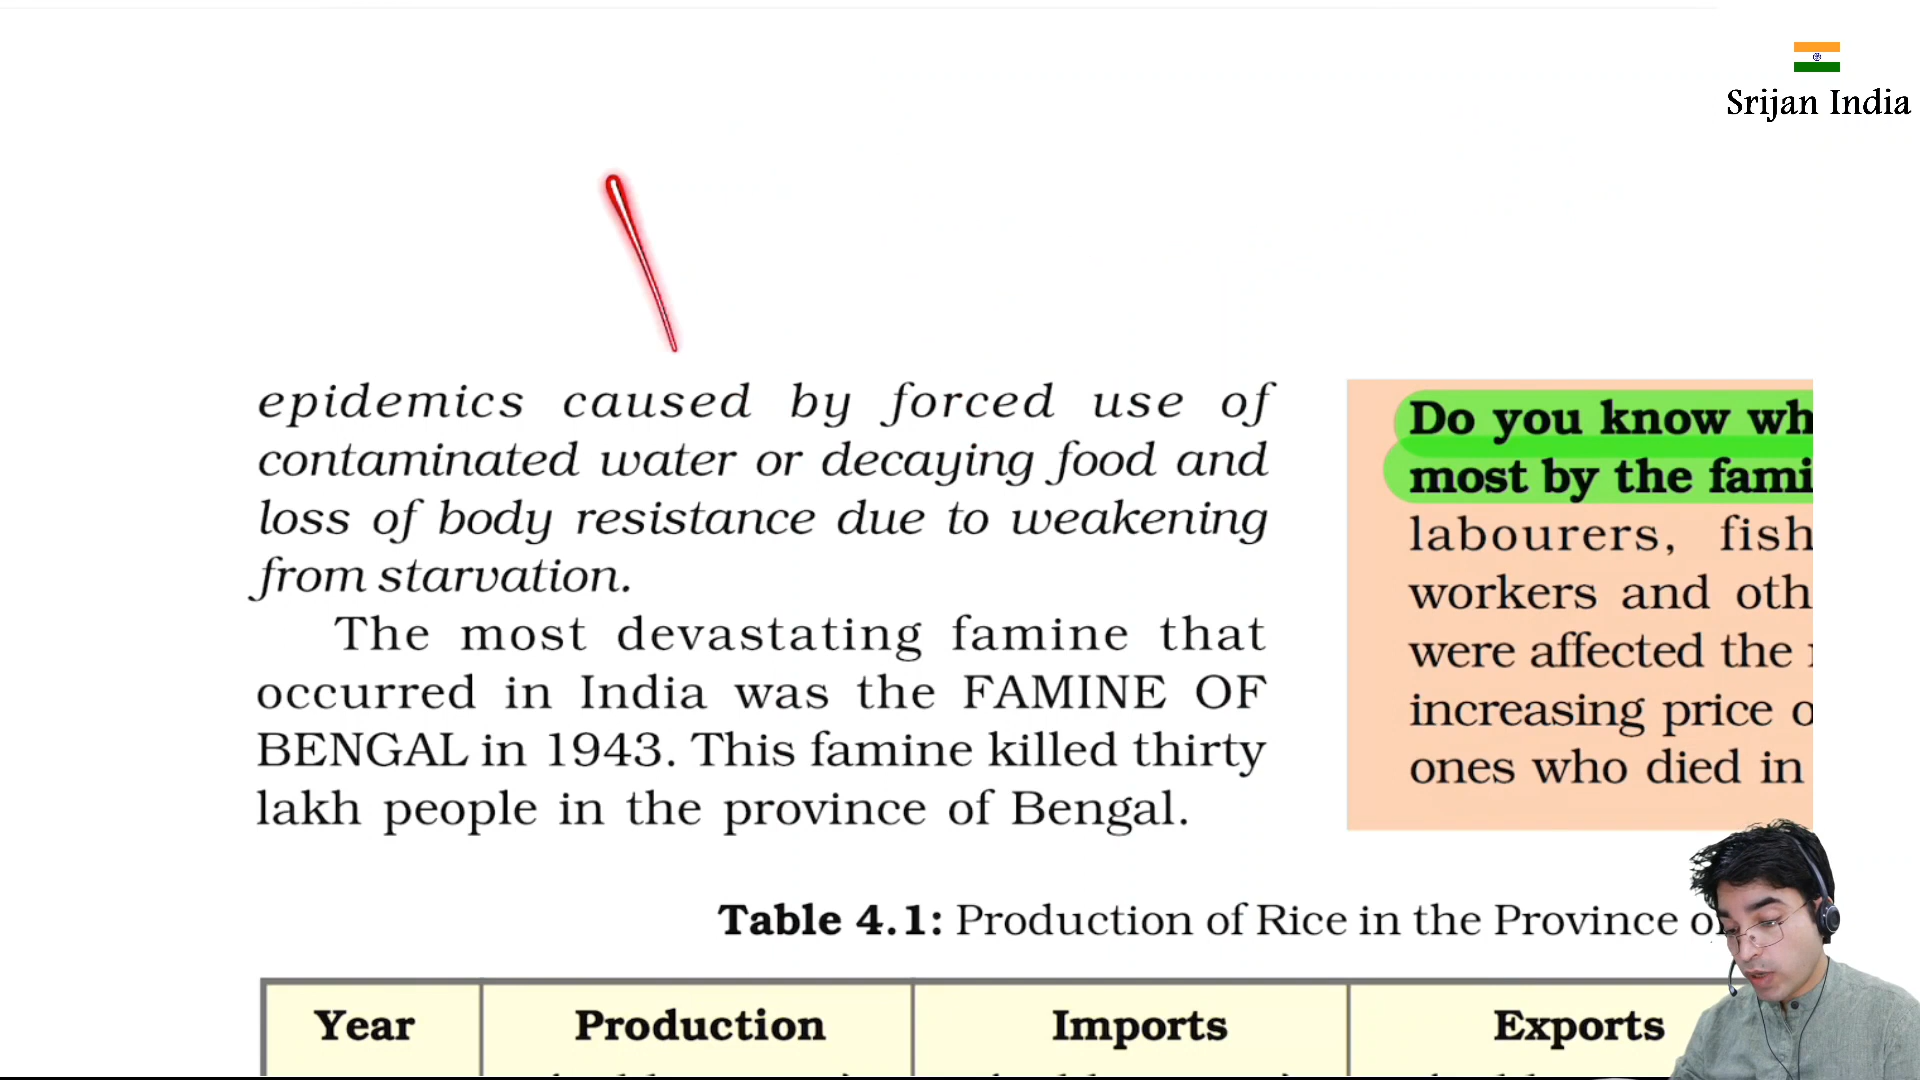 Srijan India
epidemics caused by forced use of
contaminated water or decaying food and
loss of body resistance due to weakening
from starvation.
The most devastating famine that
occurred in India was the FAMINE OF
BENGAL in 1943. This famine killed thirty
lakh people in the province of Bengal.
Do you know
most by the
labourers,
workers and
were affected the
increasing price
ones who died in
Table 4.1: Production of Rice in the Province
Year Production Imports Exports